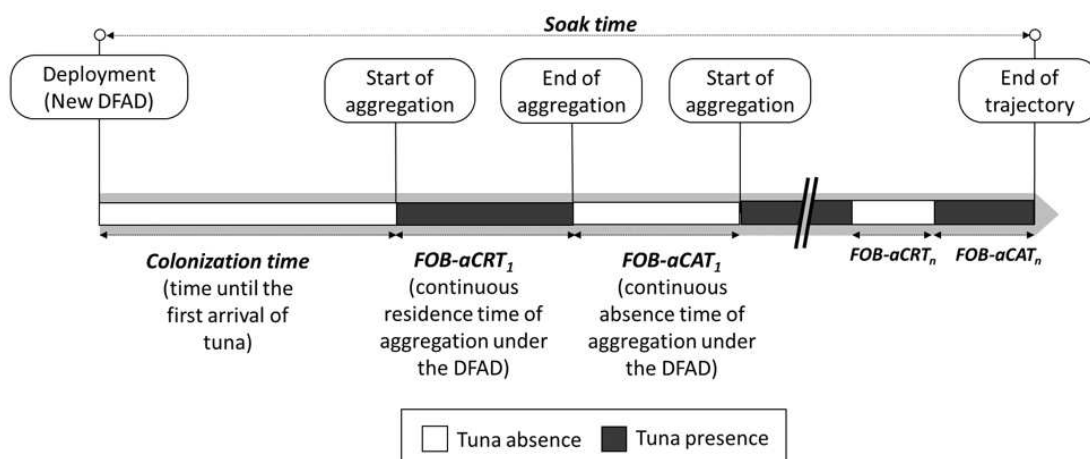 Soak time
Deployment
(New DFAD)
Start of
aggregation
End of
aggregation
Start of
aggregation
End of
trajectory
Colonization time
(time until the
first arrival of
tuna)
FOB-aCRT1
(continuous
residence time of
aggregation under
the DFAD)
FOB-aCAT1
(continuous
absence time of
aggregation under
the DFAD)
FOB-aCRTn
FOB-aCATn
Tuna absence
Tuna presence